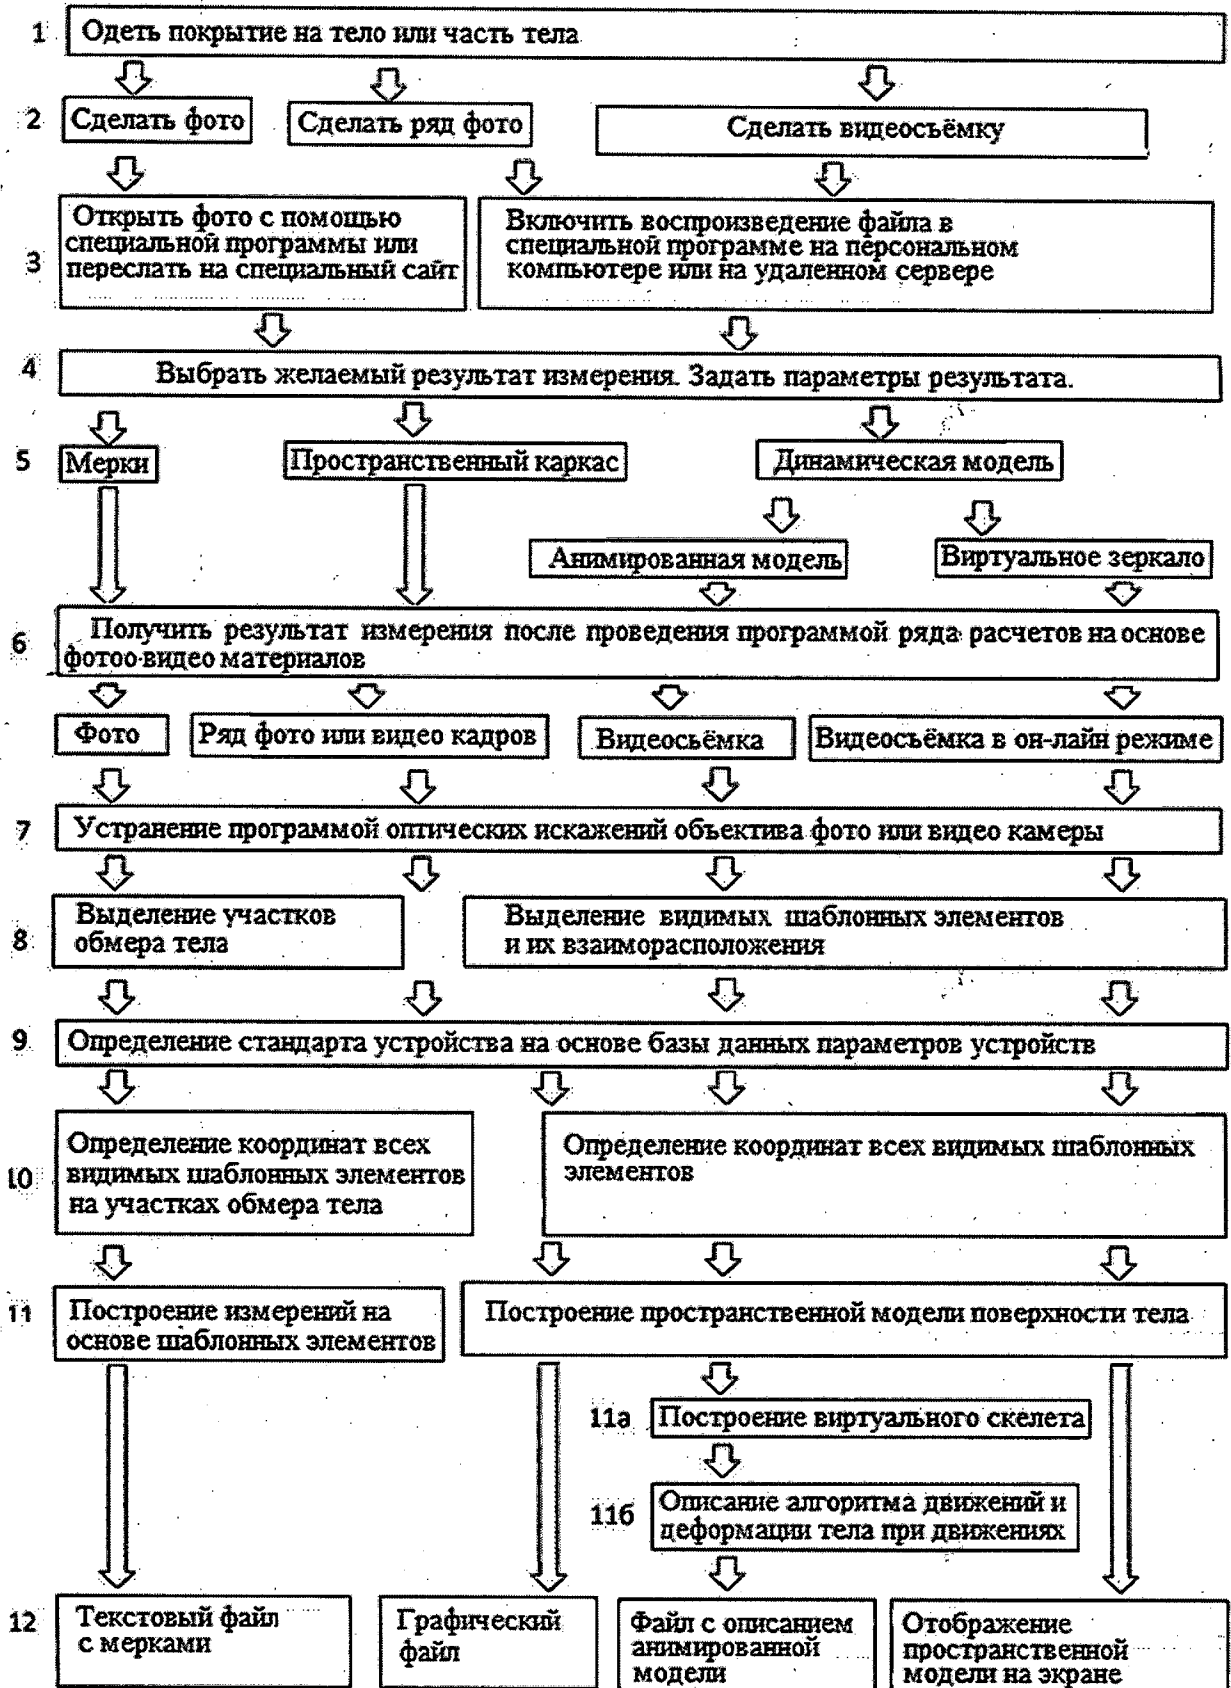 1 Одеть покрытие на тело или часть тела
2 Сделать фото Сделать ряд фото Сделать видеосъёмку
Открыть фото с помощью
специальной программы или
переслать на специальный сайт
3
Включить воспроизведение файла в
специальной программе на персональном
компьютере или на удаленном сервере
4 Выбрать желаемый результат измерения. Задать параметры результата.
5 Мерки Пространственный каркас Динамическая модель
Анимированная модель Виртуальное зеркало
6 Получить результат измерения после проведения программой ряда расчетов на основе
фотоо-видео материалов
Фото Ряд фото или видео кадров Видеосьёмка Видеосъёмка в он-лайн режиме
7 Устранение программой оптических искажений объектива фото или видео камеры
8 Выделение участков
обмера тела
Выделение видимых шаблонных элементов
и их взаиморасположения
9 Определение стандарта устройства на основе базы данных параметров устройств
10 Определение координат всех
видимых шаблонных элементов
на участках обмера тела
Определение координат всех видимых шаблонных
элементов
11 Построение измерений на
основе шаблонных элементов
Построение пространственной модели поверхности тела
11а Построение виртуального скелета
11б Описание алгоритма движений и
деформации тела при движениях
12 Текстовый файл
с мерками
Графический
файл
Файл с описанием
анимированной
модели
Отображение
пространственной
модели на экране